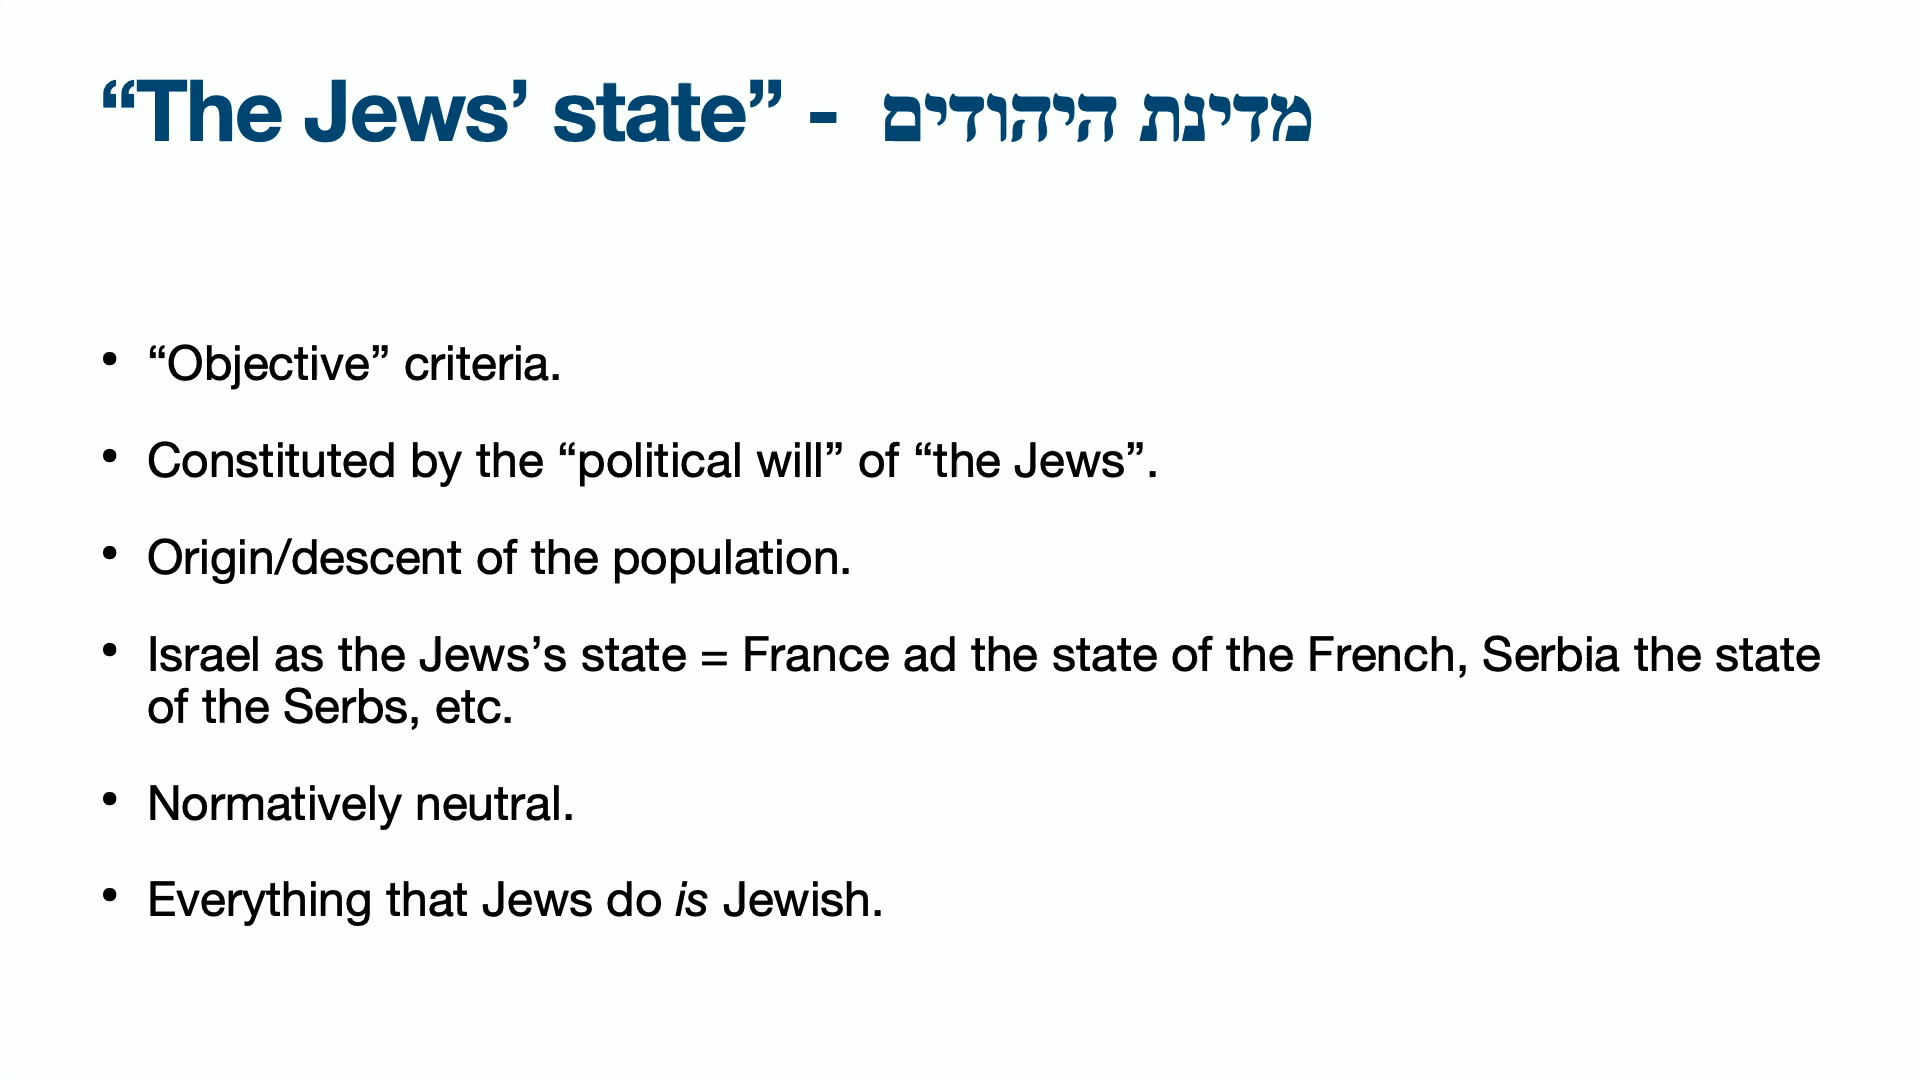 “The Jews’ state” - מדינת היהודים
• “Objective” criteria.
• Constituted by the “political will” of “the Jews”.
• Origin/descent of the population.
• Israel as the Jews’s state = France ad the state of the French, Serbia the state
of the Serbs, etc.
• Normatively neutral.
• Everything that Jews do is Jewish.